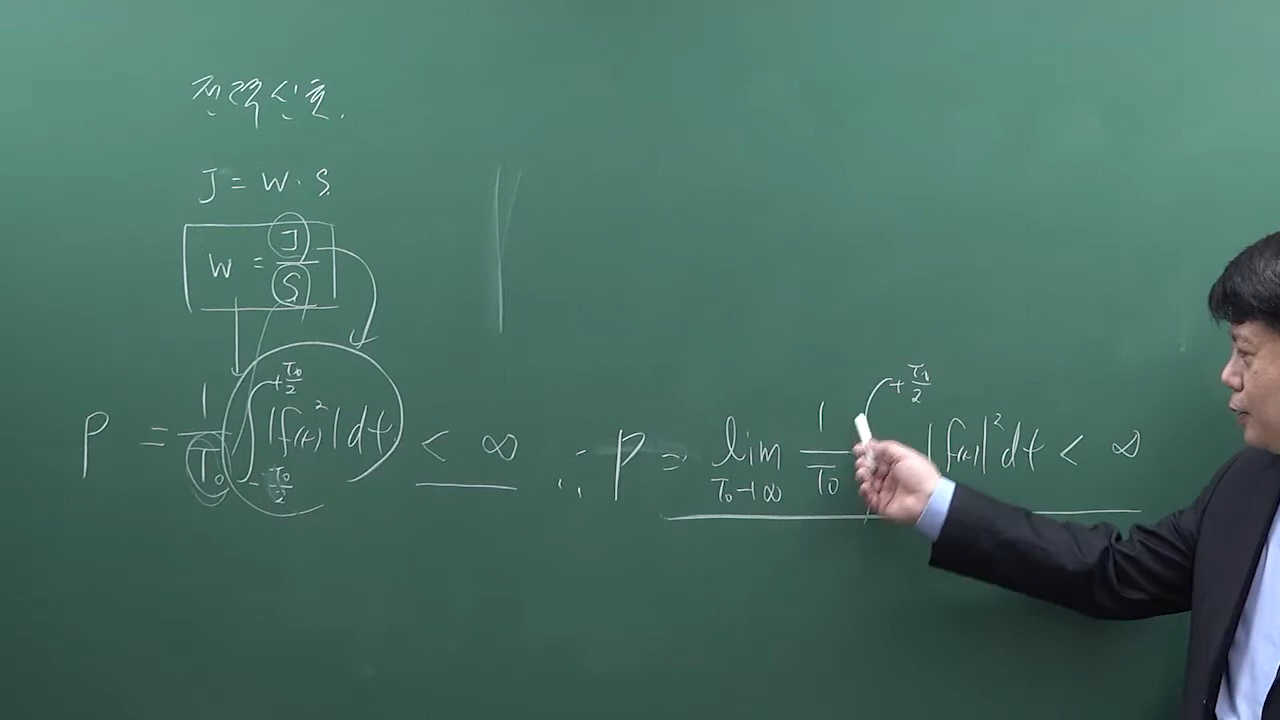 전력신호.
J = W · S
W = J/S
P = 1/T₀ ∫_{-T₀/2}^{+T₀/2} |f(t)²| dt < ∞
∴ P = lim_{T₀→∞} 1/T₀ ∫^{+T₀/2} |f(t)|² dt < ∞